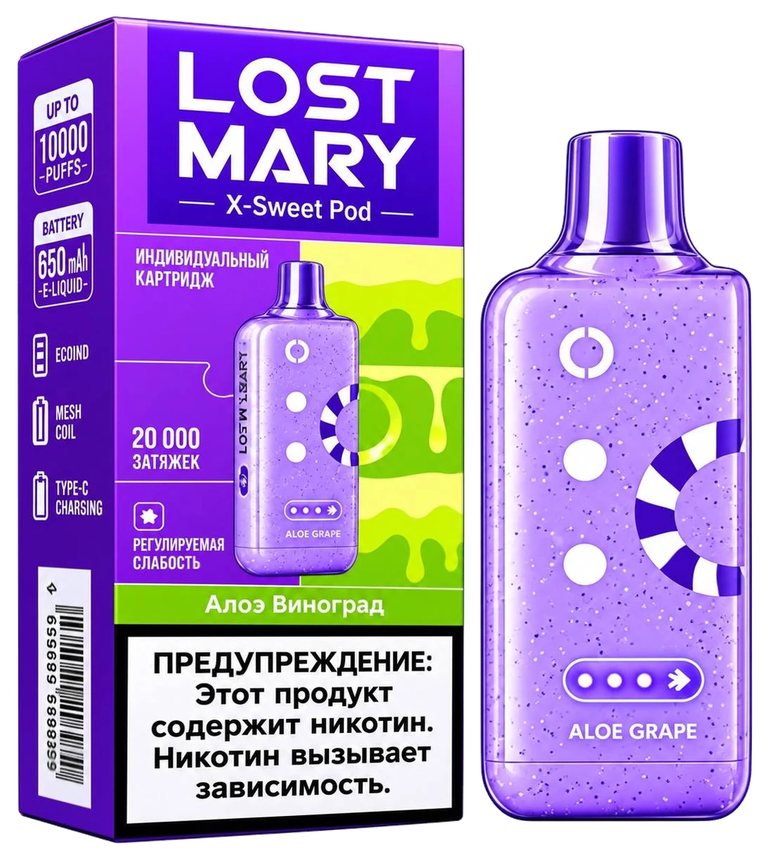 UP TO
10000
-PUFFS-
BATTERY
650 mAh
-E-LIQUID-
ECOIND
MESH
COIL
TYPE-C
CHARSING
LOST
MARY
X-Sweet Pod
ИНДИВИДУАЛЬНЫЙ
КАРТРИДЖ
20 000
ЗАТЯЖЕК
РЕГУЛИРУЕМАЯ
СЛАБОСТЬ
ALOE GRAPE
Алоэ Виноград
ПРЕДУПРЕЖДЕНИЕ:
Этот продукт
содержит никотин.
Никотин вызывает
зависимость.
ALOE GRAPE